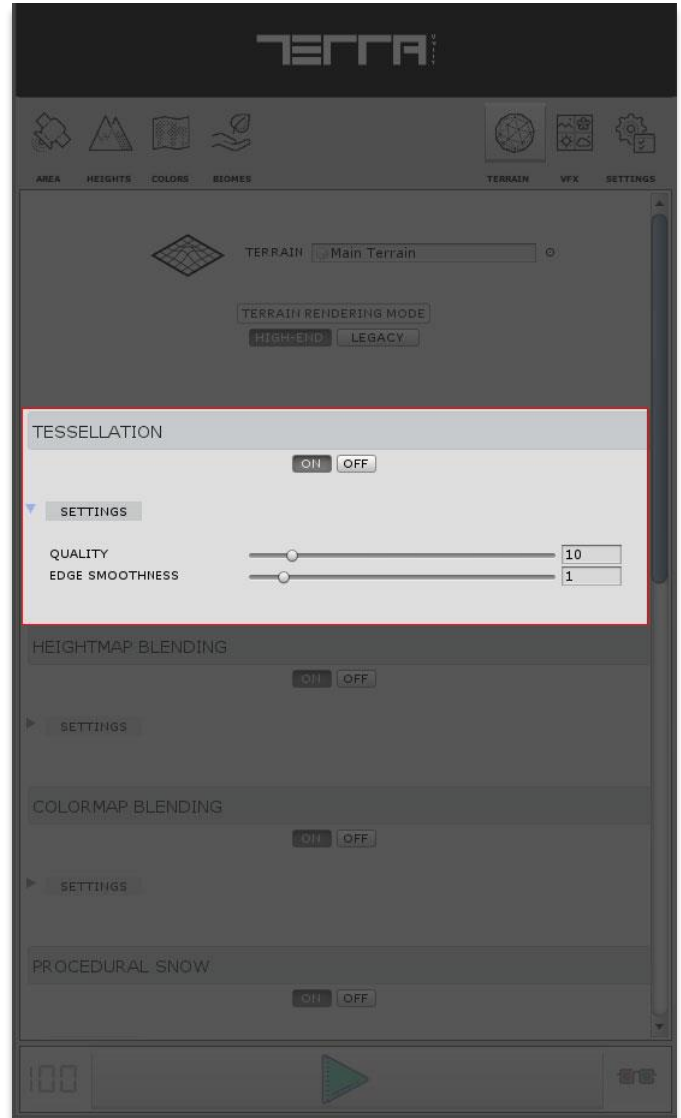 TERRA
UNITY
AREA HEIGHTS COLORS BIOMES TERRAIN VFX SETTINGS
TERRAIN Main Terrain
TERRAIN RENDERING MODE
HIGH-END LEGACY
TESSELLATION
ON OFF
SETTINGS
QUALITY 10
EDGE SMOOTHNESS 1
HEIGHTMAP BLENDING
ON OFF
SETTINGS
COLORMAP BLENDING
ON OFF
SETTINGS
PROCEDURAL SNOW
ON OFF
100